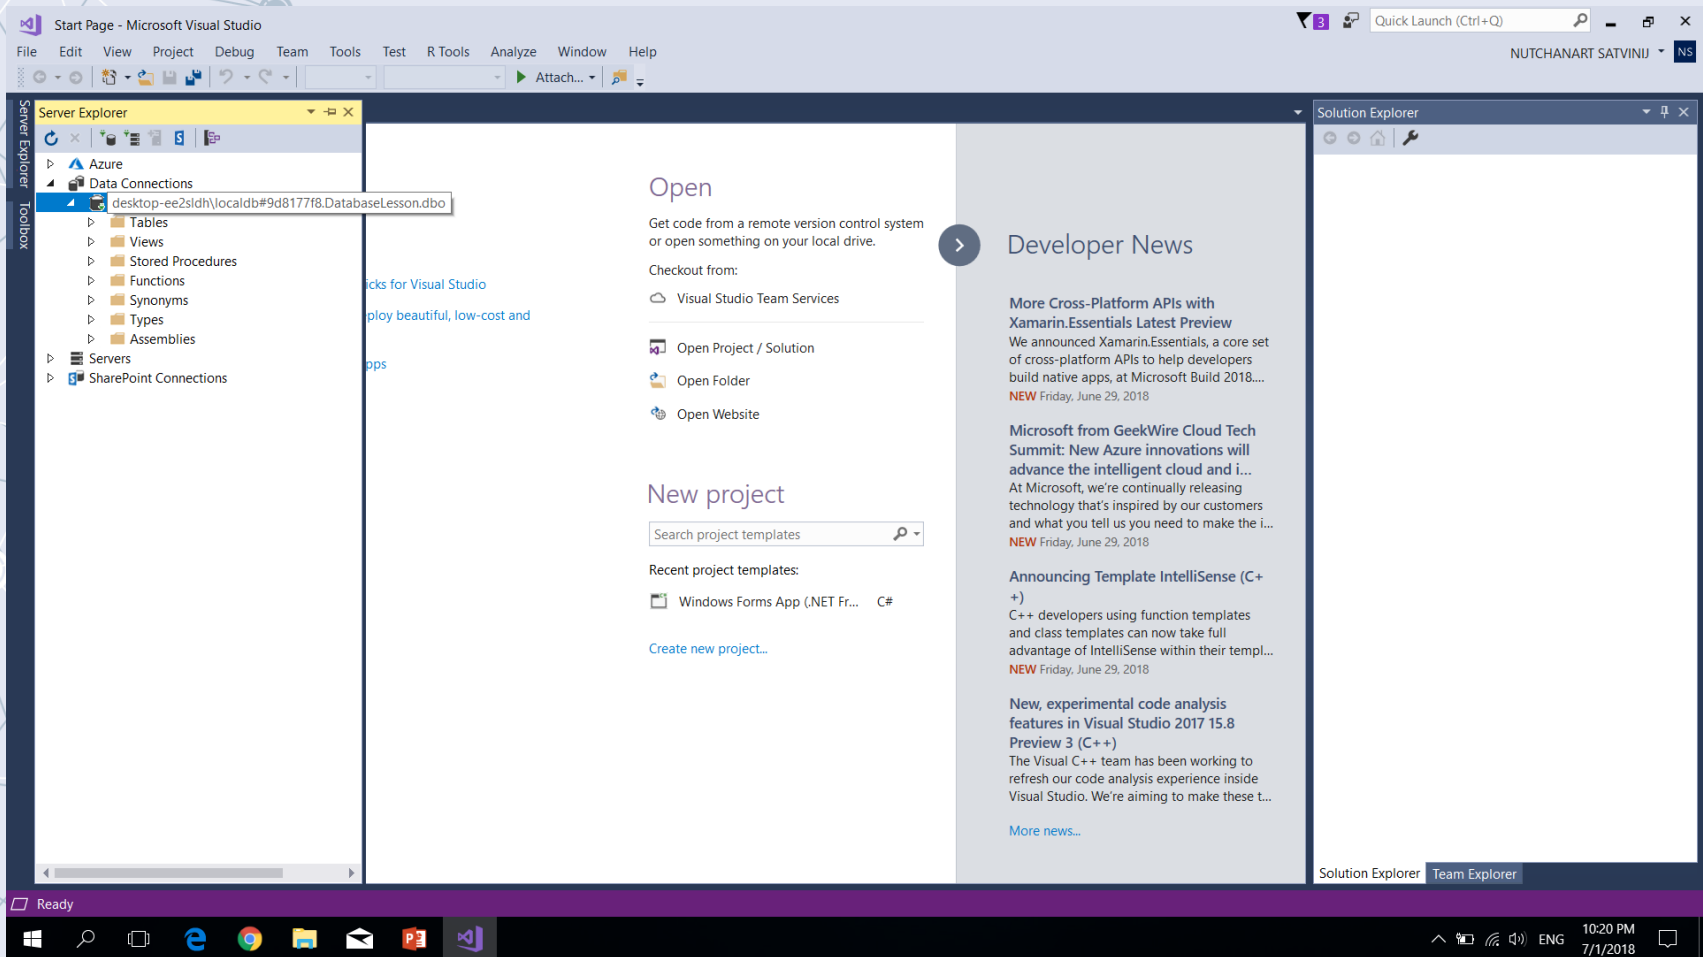 Start Page - Microsoft Visual Studio
3
Quick Launch (Ctrl+Q)
File Edit View Project Debug Team Tools Test R Tools Analyze Window Help
NUTCHANART SATVINIJ
NS
Attach...
Server Explorer
Toolbox
Server Explorer
Azure
Data Connections
desktop-ee2sldh\localdb#9d8177f8.DatabaseLesson.dbo
Tables
Views
Stored Procedures
Functions
Synonyms
Types
Assemblies
Servers
SharePoint Connections
icks for Visual Studio
ploy beautiful, low-cost and
pps
Open
Get code from a remote version control system
or open something on your local drive.
Checkout from:
Visual Studio Team Services
Open Project / Solution
Open Folder
Open Website
New project
Search project templates
Recent project templates:
Windows Forms App (.NET Fr... C#
Create new project...
Developer News
More Cross-Platform APIs with
Xamarin.Essentials Latest Preview
We announced Xamarin.Essentials, a core set
of cross-platform APIs to help developers
build native apps, at Microsoft Build 2018....
NEW Friday, June 29, 2018
Microsoft from GeekWire Cloud Tech
Summit: New Azure innovations will
advance the intelligent cloud and i...
At Microsoft, we're continually releasing
technology that's inspired by our customers
and what you tell us you need to make the i...
NEW Friday, June 29, 2018
Announcing Template IntelliSense (C+
+)
C++ developers using function templates
and class templates can now take full
advantage of IntelliSense within their templ...
NEW Friday, June 29, 2018
New, experimental code analysis
features in Visual Studio 2017 15.8
Preview 3 (C++)
The Visual C++ team has been working to
refresh our code analysis experience inside
Visual Studio. We're aiming to make these t...
More news...
Solution Explorer
Solution Explorer Team Explorer
Ready
ENG
10:20 PM
7/1/2018